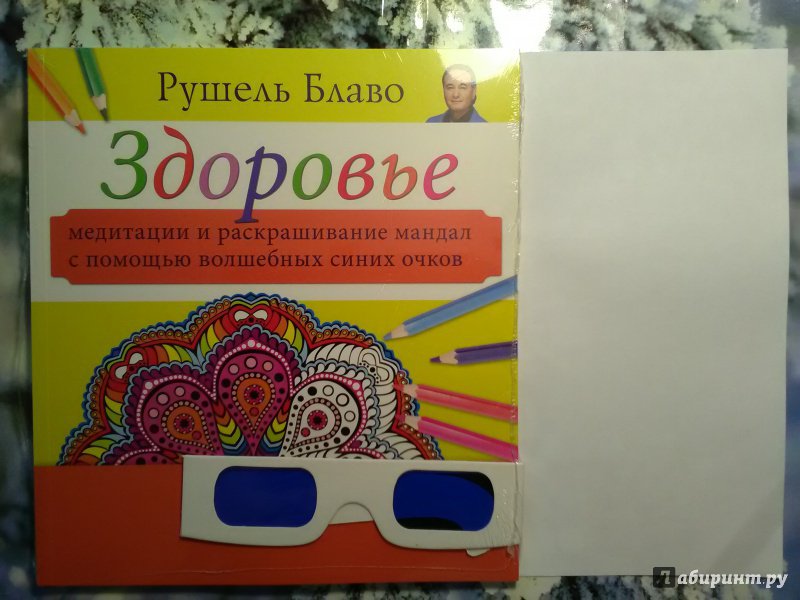 Рушель Блаво
Здоровье
медитации и раскрашивание мандал
с помощью волшебных синих очков
Лабиринт.ру